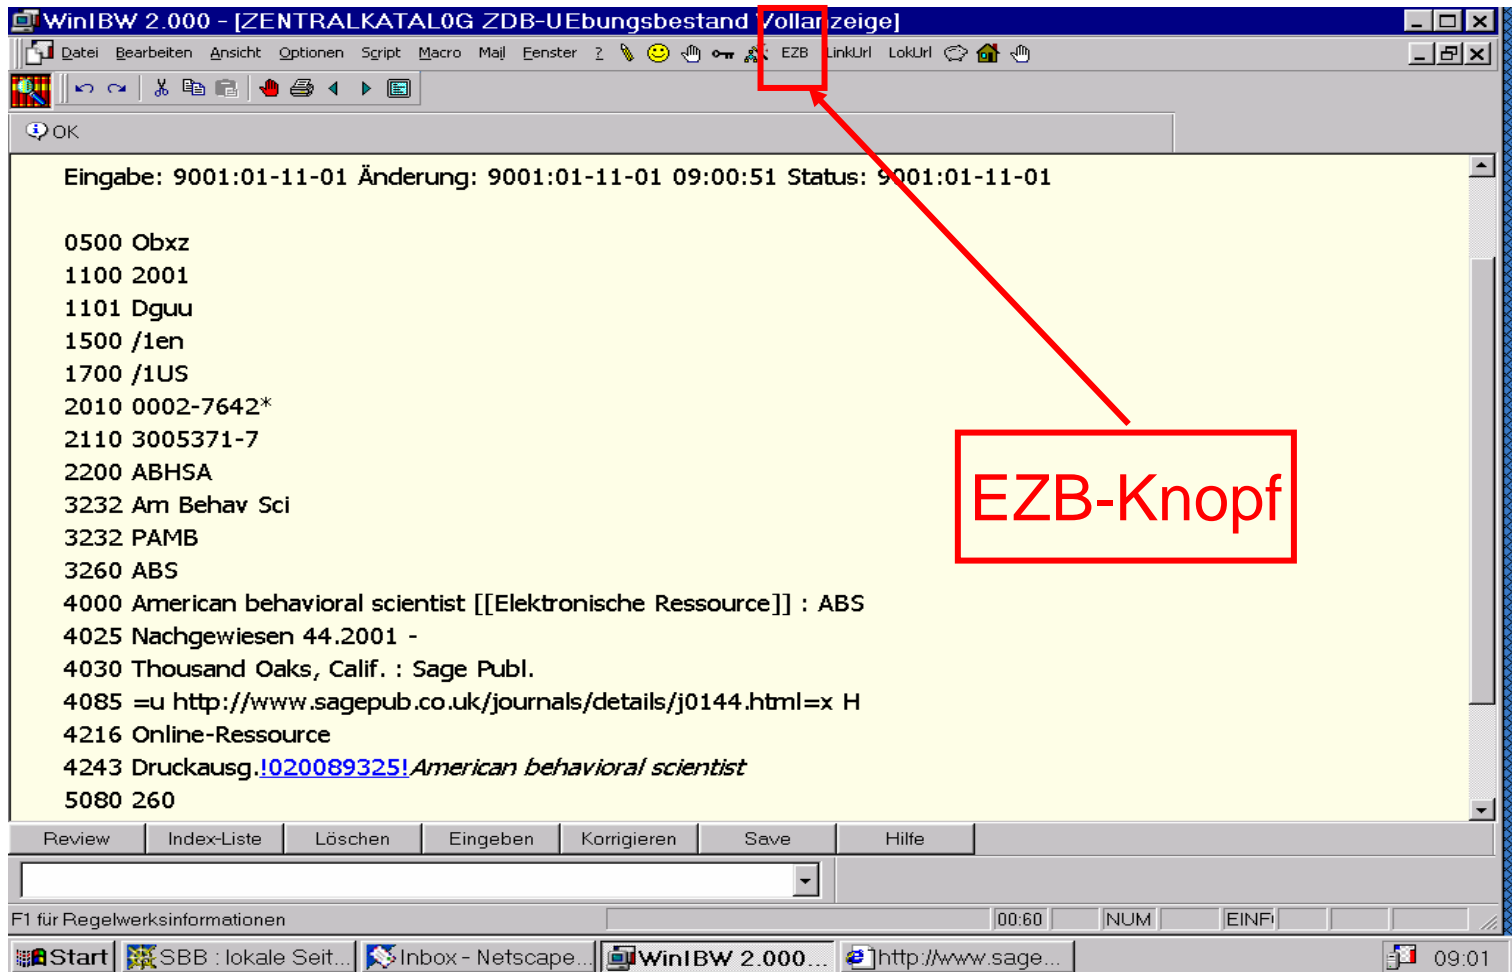 WinIBW 2.000 - [ZENTRALKATAL0G ZDB-UEbungsbestand Vollanzeige]
Datei Bearbeiten Ansicht Optionen Script Macro Mail Fenster ? EZB LinkUrl LokUrl
OK
Eingabe: 9001:01-11-01 Änderung: 9001:01-11-01 09:00:51 Status: 9001:01-11-01
0500 Obxz
1100 2001
1101 Dguu
1500 /1en
1700 /1US
2010 0002-7642*
2110 3005371-7
2200 ABHSA
3232 Am Behav Sci
3232 PAMB
3260 ABS
4000 American behavioral scientist [[Elektronische Ressource]] : ABS
4025 Nachgewiesen 44.2001 -
4030 Thousand Oaks, Calif. : Sage Publ.
4085 =u http://www.sagepub.co.uk/journals/details/j0144.html=x H
4216 Online-Ressource
4243 Druckausg.!020089325!American behavioral scientist
5080 260
EZB-Knopf
Review Index-Liste Löschen Eingeben Korrigieren Save Hilfe
F1 für Regelwerksinformationen 00:60 NUM EINF
Start SBB : lokale Seit... Inbox - Netscape... WinIBW 2.000... http://www.sage... 09:01